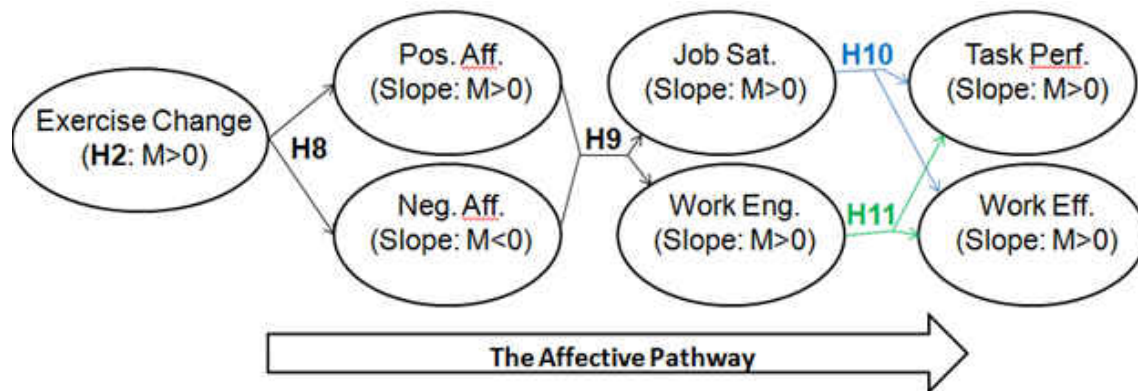 Exercise Change
(H2: M>0)
H8
Pos. Aff.
(Slope: M>0)
Neg. Aff.
(Slope: M<0)
H9
Job Sat.
(Slope: M>0)
Work Eng.
(Slope: M>0)
H10
H11
Task Perf.
(Slope: M>0)
Work Eff.
(Slope: M>0)
The Affective Pathway